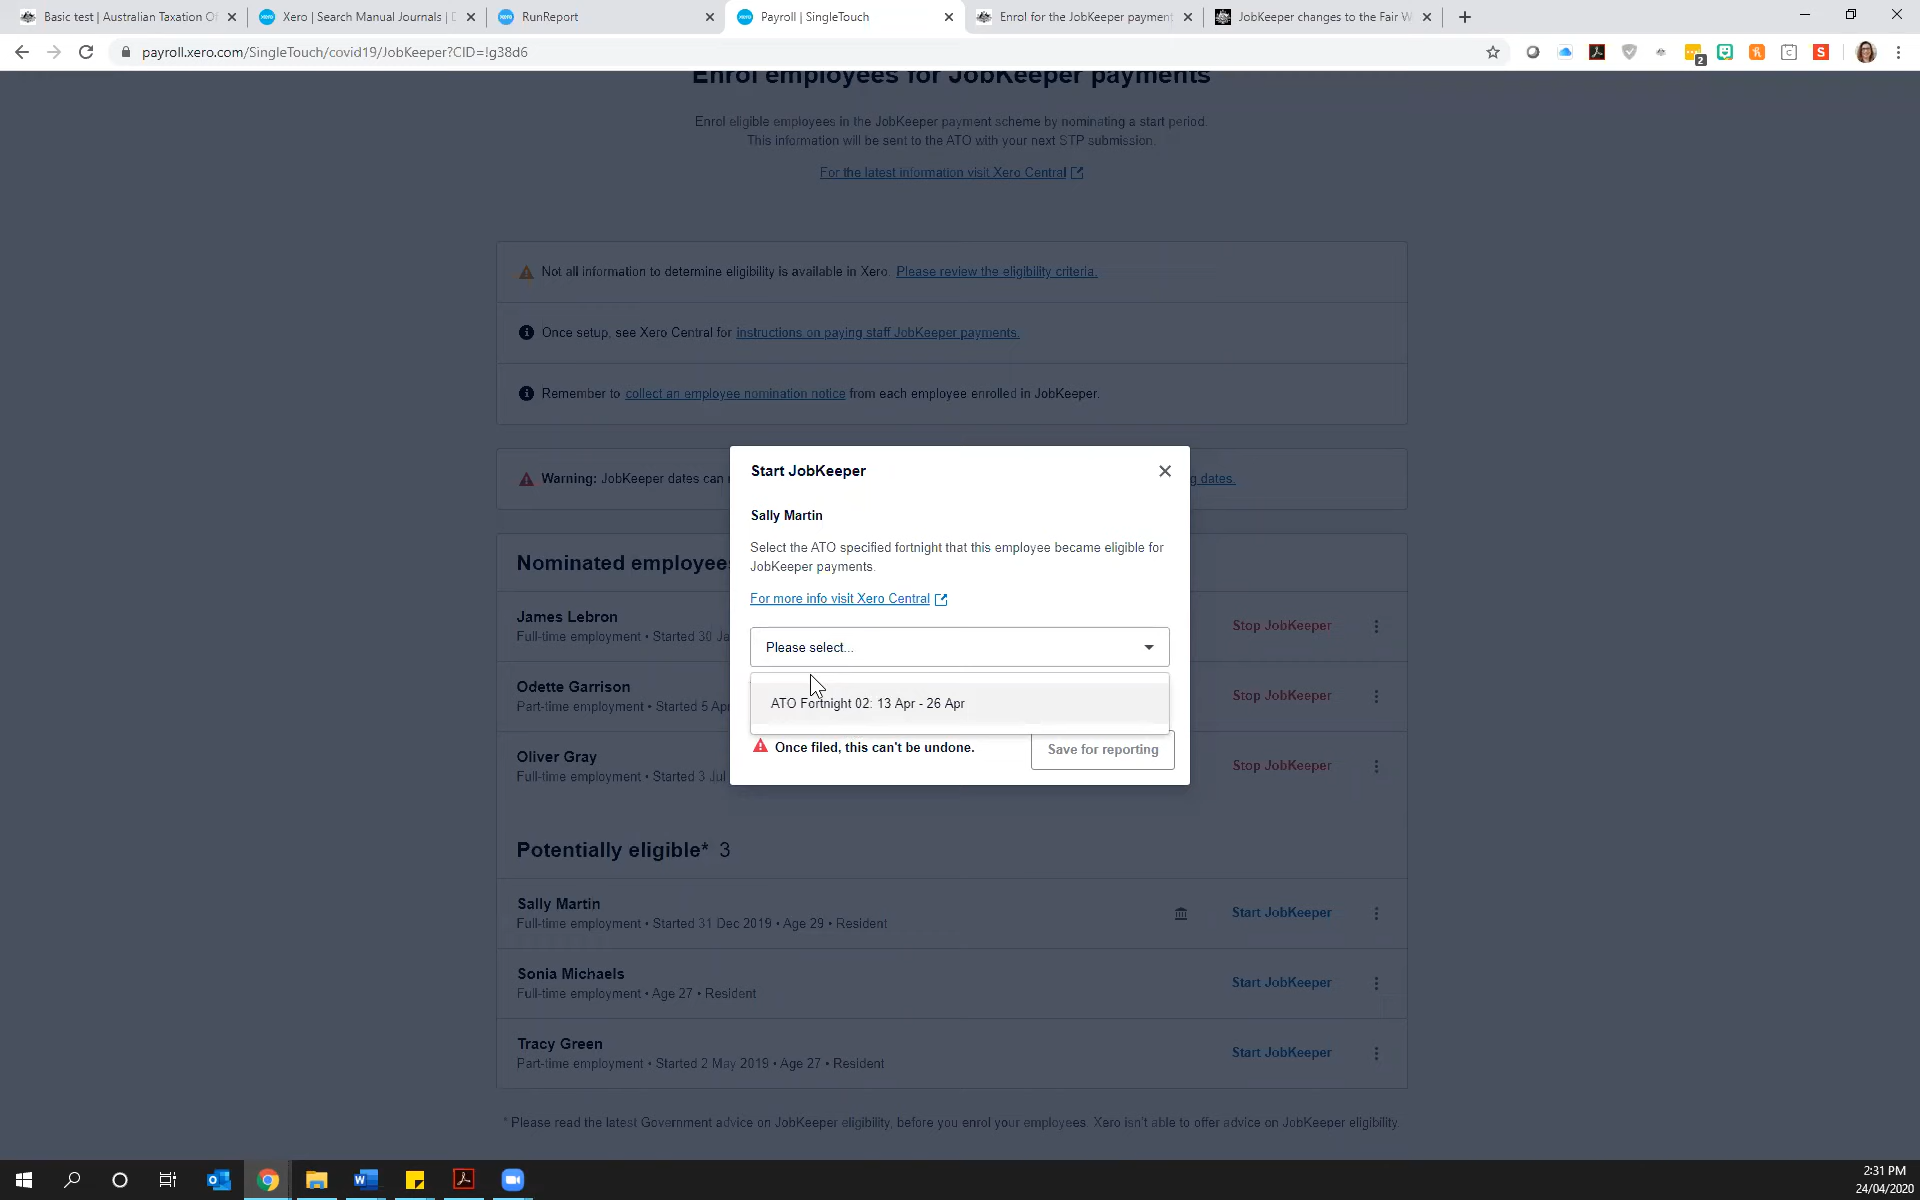 Basic test | Australian Taxation Of
Xero | Search Manual Journals | D
RunReport
Payroll | SingleTouch
Enrol for the JobKeeper payment
JobKeeper changes to the Fair W
payroll.xero.com/SingleTouch/covid19/JobKeeper?CID=!g38d6
2
Enrol employees for JobKeeper payments
Enrol eligible employees in the JobKeeper payment scheme by nominating a start period.
This information will be sent to the ATO with your next STP submission.
For the latest information visit Xero Central
Not all information to determine eligibility is available in Xero. Please review the eligibility criteria.
Once setup, see Xero Central for instructions on paying staff JobKeeper payments.
Remember to collect an employee nomination notice from each employee enrolled in JobKeeper.
Warning: JobKeeper dates can
g dates.
Start JobKeeper
Sally Martin
Select the ATO specified fortnight that this employee became eligible for
JobKeeper payments.
For more info visit Xero Central
Please select...
ATO Fortnight 02: 13 Apr - 26 Apr
Once filed, this can't be undone.
Save for reporting
Nominated employees
James Lebron
Full-time employment • Started 30 Ja
Stop JobKeeper
Odette Garrison
Part-time employment • Started 5 Apr
Stop JobKeeper
Oliver Gray
Full-time employment • Started 3 Jul
Stop JobKeeper
Potentially eligible* 3
Sally Martin
Full-time employment • Started 31 Dec 2019 • Age 29 • Resident
Start JobKeeper
Sonia Michaels
Full-time employment • Age 27 • Resident
Start JobKeeper
Tracy Green
Part-time employment • Started 2 May 2019 • Age 27 • Resident
Start JobKeeper
* Please read the latest Government advice on JobKeeper eligibility, before you enrol your employees. Xero isn't able to offer advice on JobKeeper eligibility.
2:31 PM
24/04/2020